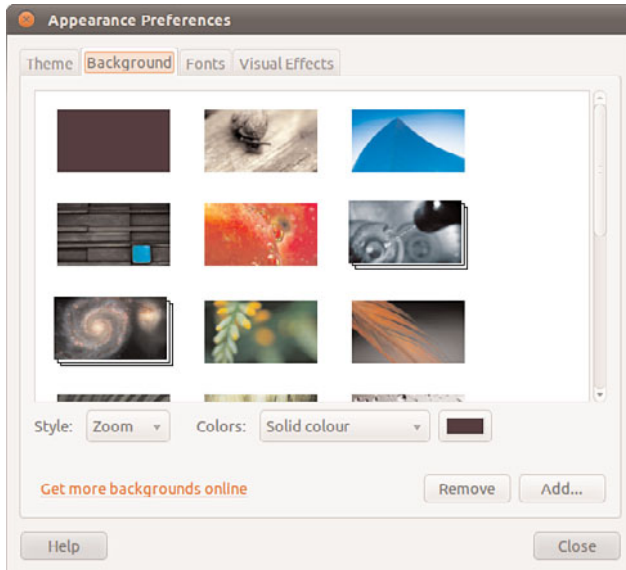 Appearance Preferences
Theme Background Fonts Visual Effects
Style: Zoom Colors: Solid colour
Get more backgrounds online Remove Add...
Help Close